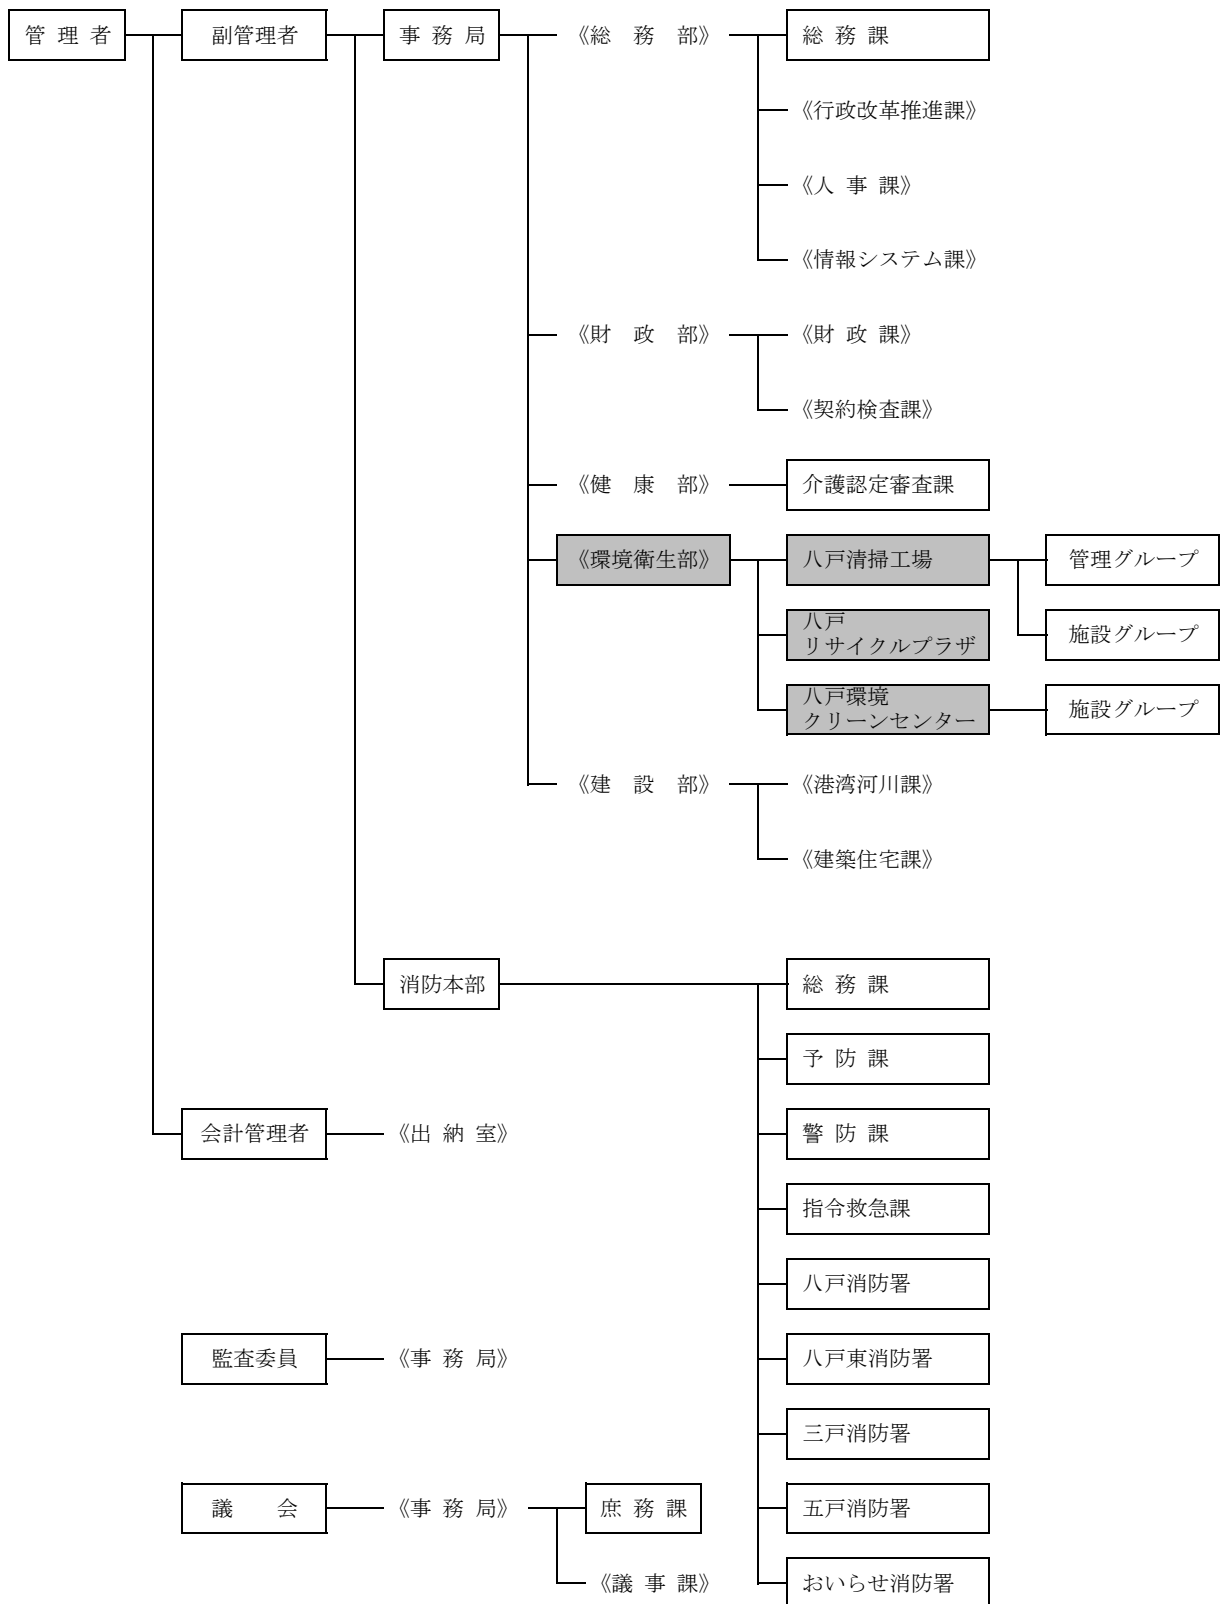 管 理 者 副管理者 事 務 局 《総 務 部》 総 務 課
《行政改革推進課》
《人 事 課》
《情報システム課》
《財 政 部》 《財 政 課》
《契約検査課》
《健 康 部》 介護認定審査課
《環境衛生部》 八戸清掃工場 管理グループ
八戸
リサイクルプラザ 施設グループ
八戸環境
クリーンセンター 施設グループ
《建 設 部》 《港湾河川課》
《建築住宅課》
消防本部 総 務 課
予 防 課
会計管理者 《出 納 室》 警 防 課
指令救急課
八戸消防署
監査委員 《事 務 局》 八戸東消防署
三戸消防署
議 会 《事 務 局》 庶 務 課 五戸消防署
《議 事 課》 おいらせ消防署